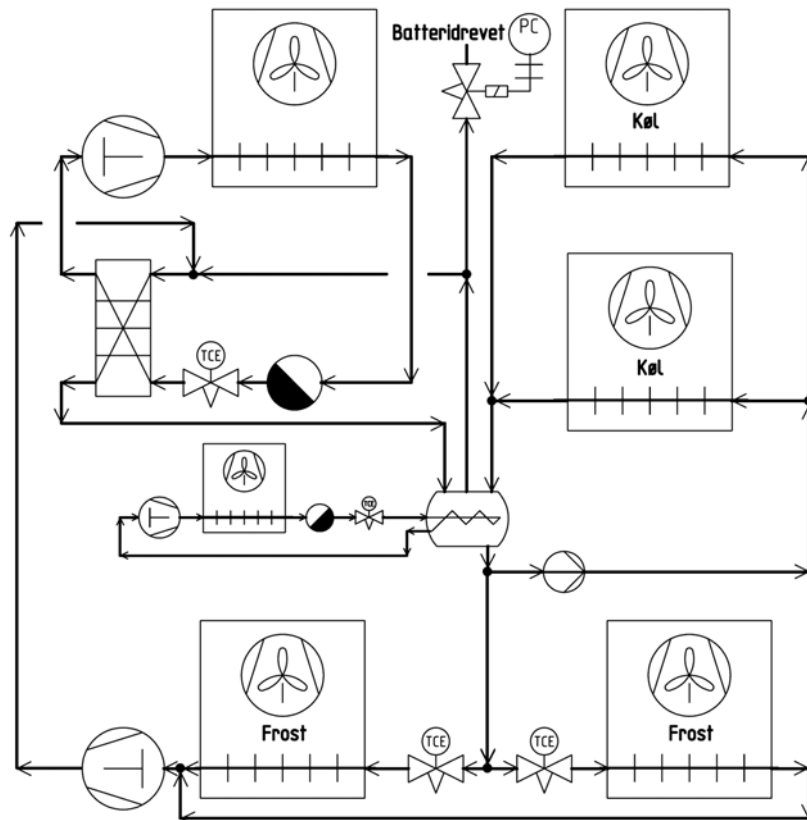 Batteridrevet
PC
Køl
Køl
TCE
TCE
Frost
TCE
TCE
Frost